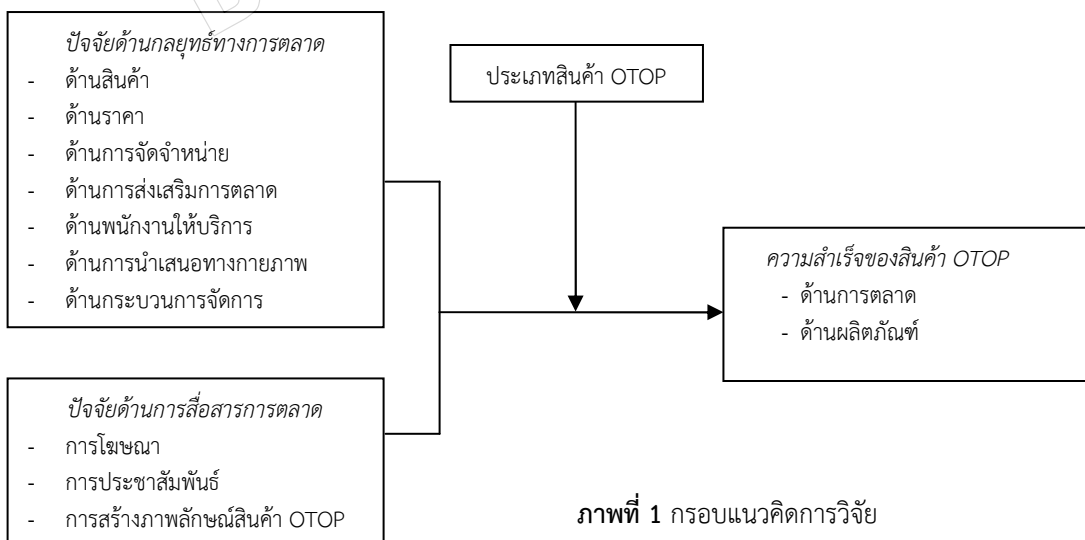 ปัจจัยด้านกลยุทธ์ทางการตลาด
- ด้านสินค้า
- ด้านราคา
- ด้านการจัดจำหน่าย
- ด้านการส่งเสริมการตลาด
- ด้านพนักงานให้บริการ
- ด้านการนำเสนอทางกายภาพ
- ด้านกระบวนการจัดการ
ประเภทสินค้า OTOP
ความสำเร็จของสินค้า OTOP
- ด้านการตลาด
- ด้านผลิตภัณฑ์
ปัจจัยด้านการสื่อสารการตลาด
- การโฆษณา
- การประชาสัมพันธ์
- การสร้างภาพลักษณ์สินค้า OTOP
ภาพที่ 1 กรอบแนวคิดการวิจัย